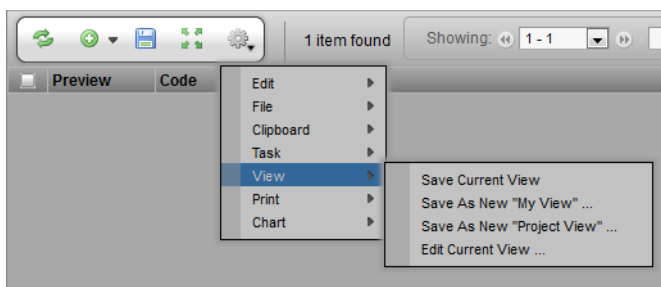 1 item found
Showing:
1 - 1
Preview
Code
Edit
File
Clipboard
Task
View
Print
Chart
Save Current View
Save As New "My View" ...
Save As New "Project View" ...
Edit Current View ...